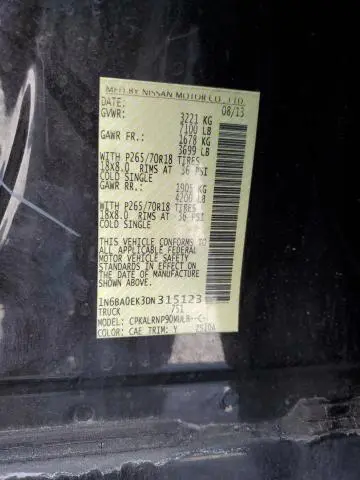 MFD BY NISSAN MOTOR CO., LTD.
DATE: 08/13
GVWR: 3221 KG
7100 LB
GAWR FR.: 1678 KG
3699 LB
WITH P265/70R18 TIRES
18X8.0 RIMS AT 36 PSI
COLD SINGLE
GAWR RR.: 1905 KG
4200 LB
WITH P265/70R18 TIRES
18X8.0 RIMS AT 36 PSI
COLD SINGLE
THIS VEHICLE CONFORMS TO ALL
APPLICABLE FEDERAL
MOTOR VEHICLE SAFETY
STANDARDS IN EFFECT ON
THE DATE OF MANUFACTURE
SHOWN ABOVE.
1N6BA0EK3DN315123
TRUCK 751
MODEL:
COLOR: CAE TRIM: Y